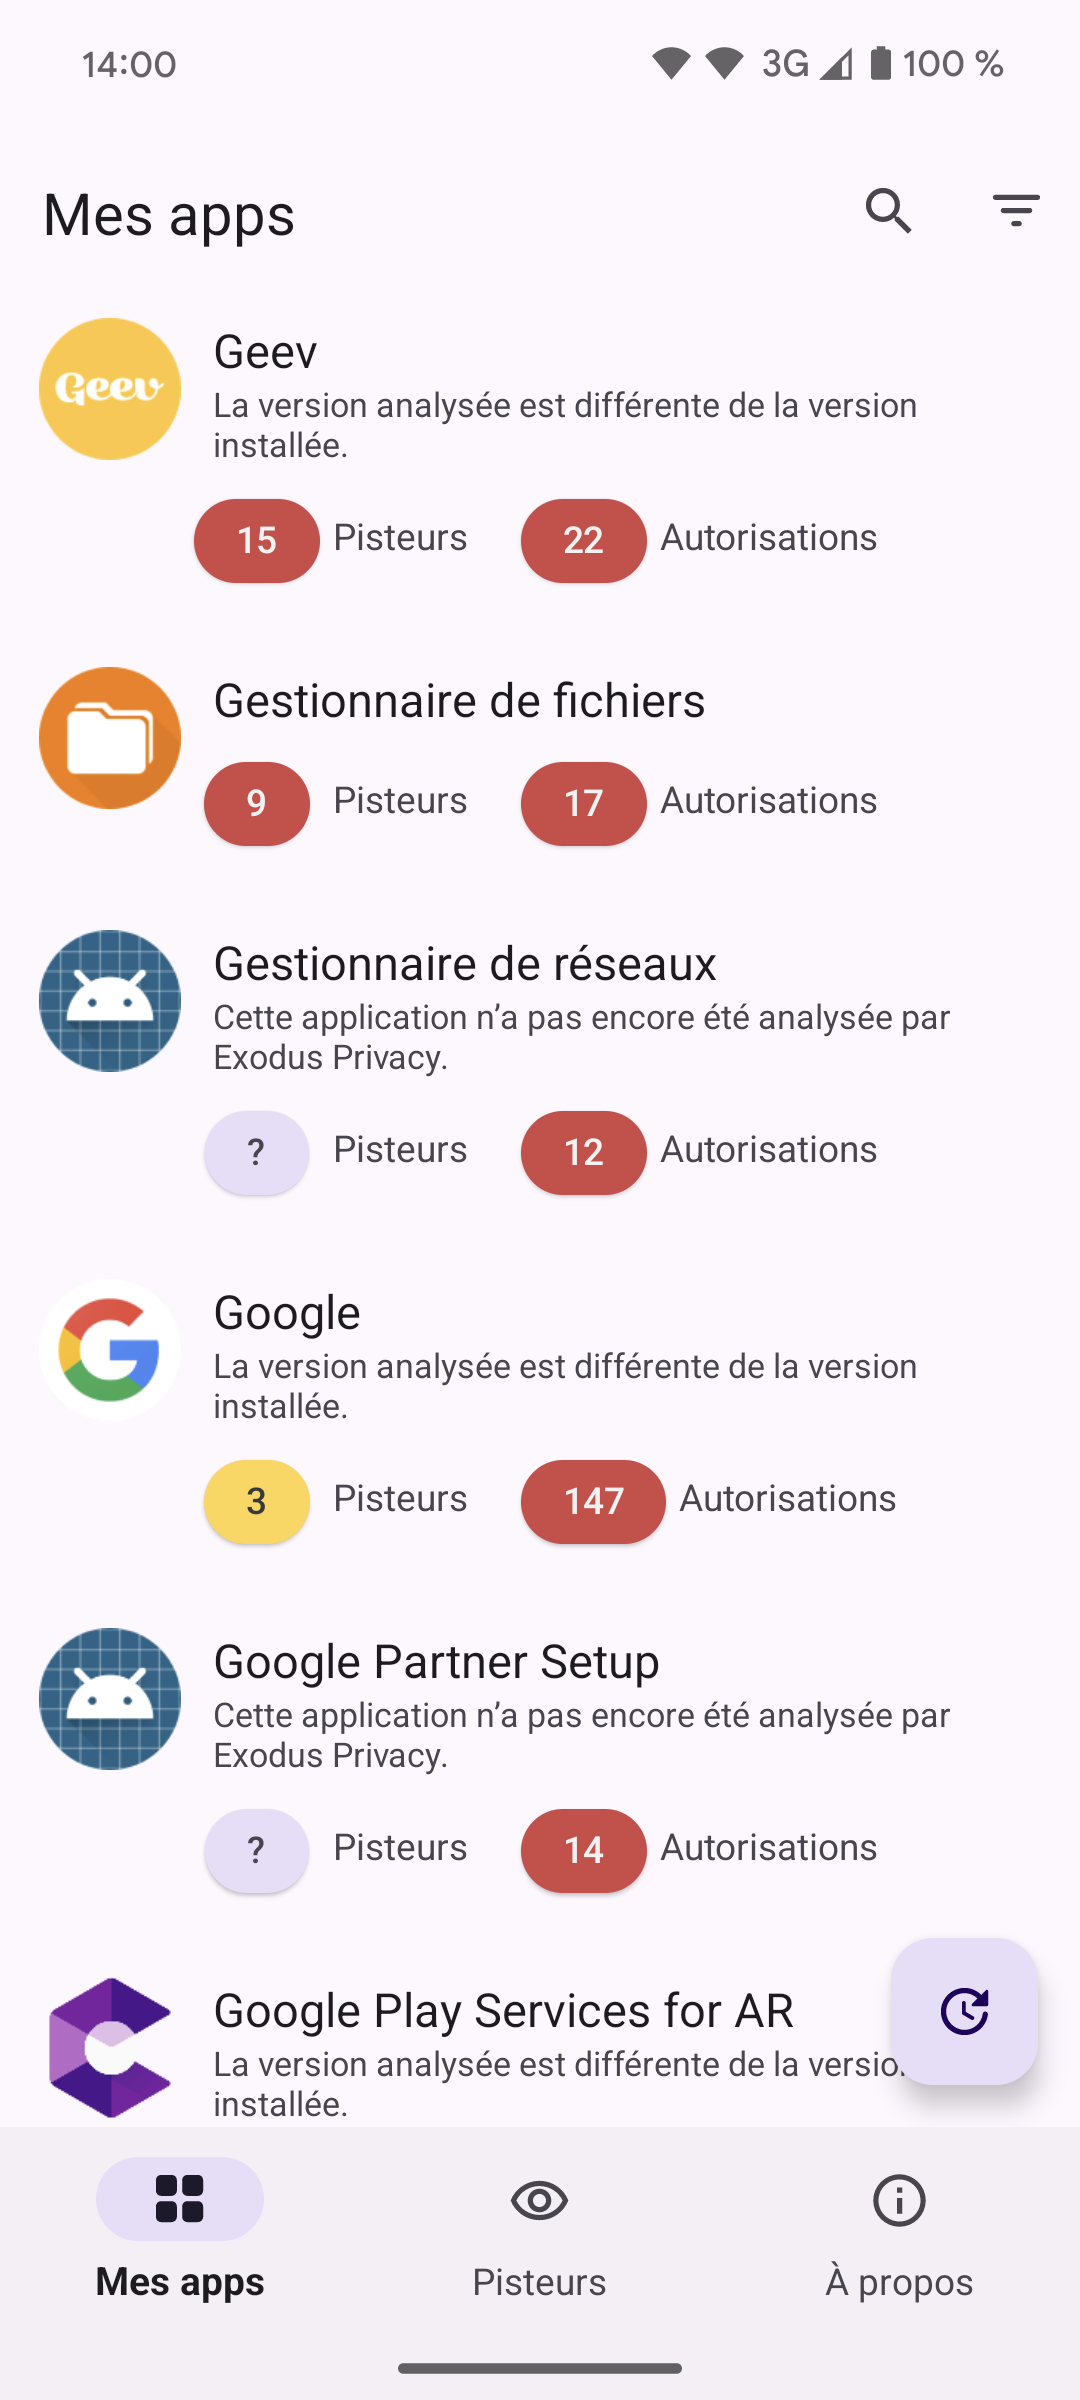 14:00
3G 100 %
Mes apps
Geev
Geev
La version analysée est différente de la version
installée.
15 Pisteurs 22 Autorisations
Gestionnaire de fichiers
9 Pisteurs 17 Autorisations
Gestionnaire de réseaux
Cette application n’a pas encore été analysée par
Exodus Privacy.
? Pisteurs 12 Autorisations
Google
La version analysée est différente de la version
installée.
3 Pisteurs 147 Autorisations
Google Partner Setup
Cette application n’a pas encore été analysée par
Exodus Privacy.
? Pisteurs 14 Autorisations
Google Play Services for AR
La version analysée est différente de la
installée.
Mes apps Pisteurs À propos